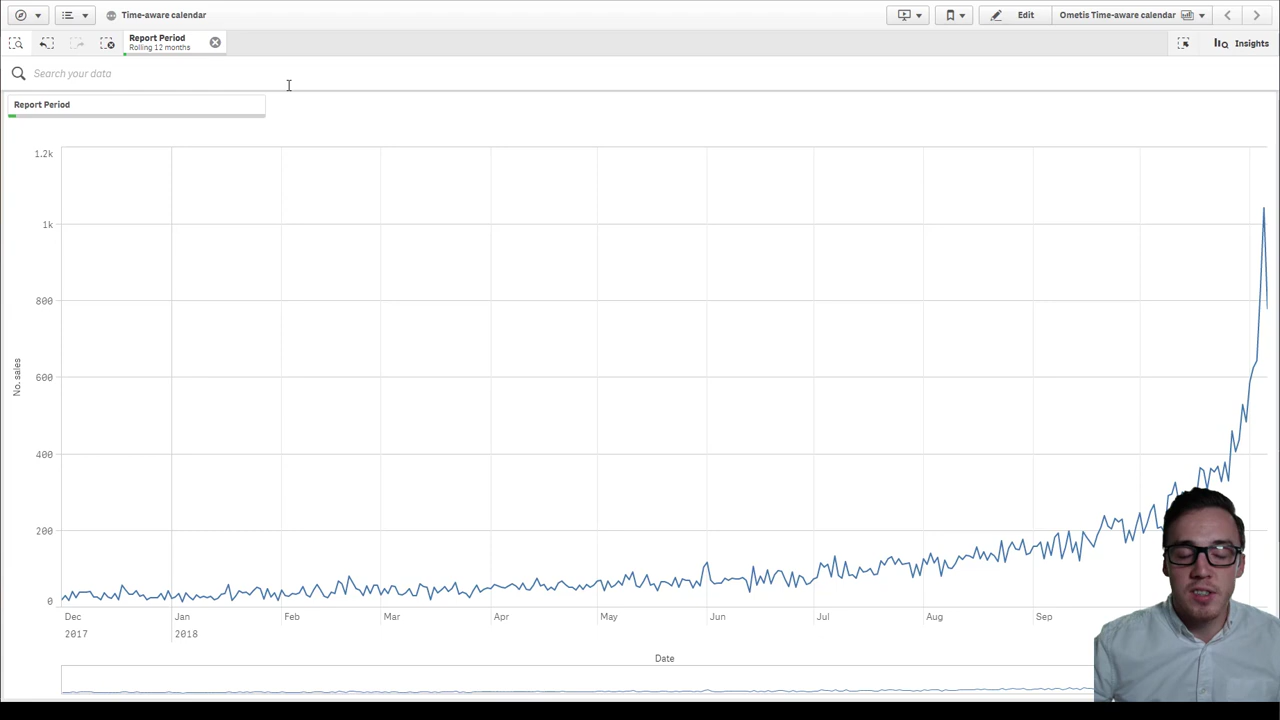 Time-aware calendar
Edit
Ometis Time-aware calendar
Report Period
Rolling 12 months
Insights
Search your data
Report Period
1.2k
1k
800
600
400
200
0
No. sales
Dec
Jan
Feb
Mar
Apr
May
Jun
Jul
Aug
Sep
2017
2018
Date